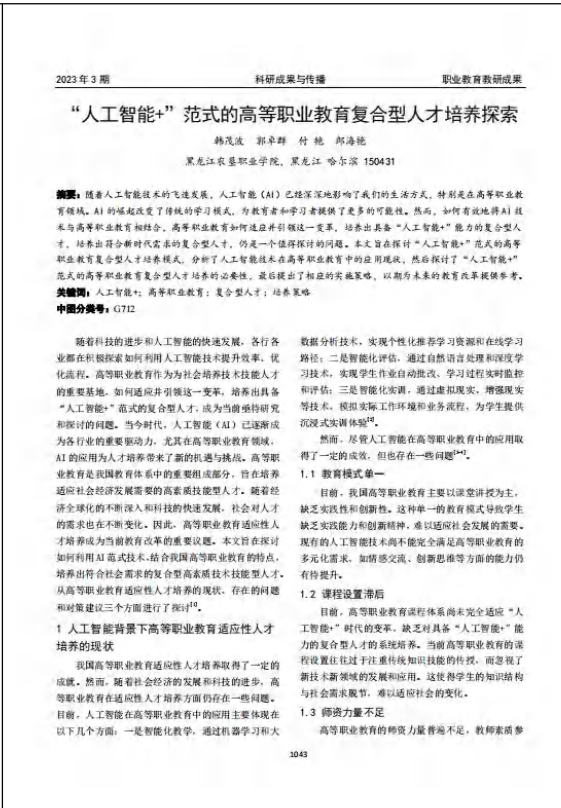 2023 年 3 期
科研成果与传播
职业教育教研成果
“人工智能+”范式的高等职业教育复合型人才培养探索
韩茂波 郭卓群 付 艳 邴海艳
黑龙江农垦职业学院，黑龙江 哈尔滨 150431
摘要：随着人工智能技术的飞速发展，人工智能（AI）已经深深地影响了我们的生活方式，特别是在高等职业教
育领域。AI 的崛起改变了传统的学习模式，为教育者和学习者提供了更多的可能性。然而，如何有效地将 AI 技
术与高等职业教育相结合，高等职业教育如何适应并引领这一变革，培养出具备“人工智能+”能力的复合型人
才，培养出符合新时代需求的复合型人才，仍是一个值得探讨的问题。本文旨在探讨“人工智能+”范式的高等
职业教育复合型人才培养模式，分析了人工智能技术在高等职业教育中的应用现状，然后探讨了“人工智能+”
范式的高等职业教育复合型人才培养的必要性，最后提出了相应的实施策略，以期为未来的教育改革提供参考。
关键词：人工智能+；高等职业教育；复合型人才；培养策略
中图分类号：G712
随着科技的进步和人工智能的快速发展，各行各
业都在积极探索如何利用人工智能技术提升效率、优
化流程。高等职业教育作为为社会培养技术技能人才
的重要基地，如何适应并引领这一变革，培养出具备
“人工智能+”范式的复合型人才，成为当前亟待研究
和探讨的问题。当今时代，人工智能（AI）已逐渐成
为各行业的重要驱动力，尤其在高等职业教育领域，
AI 的应用为人才培养带来了新的机遇与挑战。高等职
业教育是我国教育体系中的重要组成部分，旨在培养
适应社会经济发展需要的高素质技能型人才。随着经
济全球化的不断深入和科技的快速发展，社会对人才
的需求也在不断变化。因此，高等职业教育适应性人
才培养成为当前教育改革的重要议题。本文旨在探讨
如何利用 AI 范式技术，结合我国高等职业教育的特点，
培养出符合社会需求的复合型高素质技术技能型人才。
从高等职业教育适应性人才培养的现状、存在的问题
和对策建议三个方面进行了探讨[1]。
1 人工智能背景下高等职业教育适应性人才
培养的现状
我国高等职业教育适应性人才培养取得了一定的
成就。然而，随着社会经济的发展和科技的进步，高
等职业教育在适应性人才培养方面仍存在一些问题。
目前，人工智能在高等职业教育中的应用主要体现在
以下几个方面：一是智能化教学，通过机器学习和大
数据分析技术，实现个性化推荐学习资源和在线学习
路径；二是智能化评估，通过自然语言处理和深度学
习技术，实现学生作业自动批改、学习过程实时监控
和评估；三是智能化实训，通过虚拟现实、增强现实
等技术，模拟实际工作环境和业务流程，为学生提供
沉浸式实训体验[2]。
然而，尽管人工智能在高等职业教育中的应用取
得了一定的成效，但也存在一些问题[3-4]。
1.1 教育模式单一
目前，我国高等职业教育主要以课堂讲授为主，
缺乏实践性和创新性。这种单一的教育模式导致学生
缺乏实践能力和创新精神，难以适应社会发展的需要。
现有的人工智能技术尚不能完全满足高等职业教育的
多元化需求，如情感交流、创新思维等方面的能力仍
有待提升。
1.2 课程设置滞后
目前，高等职业教育课程体系尚未完全适应“人
工智能+”时代的变革，缺乏对具备“人工智能+”能
力的复合型人才的系统培养。当前高等职业教育的课
程设置往往过于注重传统知识技能的传授，而忽视了
新技术新领域的发展和应用。这使得学生的知识结构
与社会需求脱节，难以适应社会的变化。
1.3 师资力量不足
高等职业教育的师资力量普遍不足，教师素质参
1043